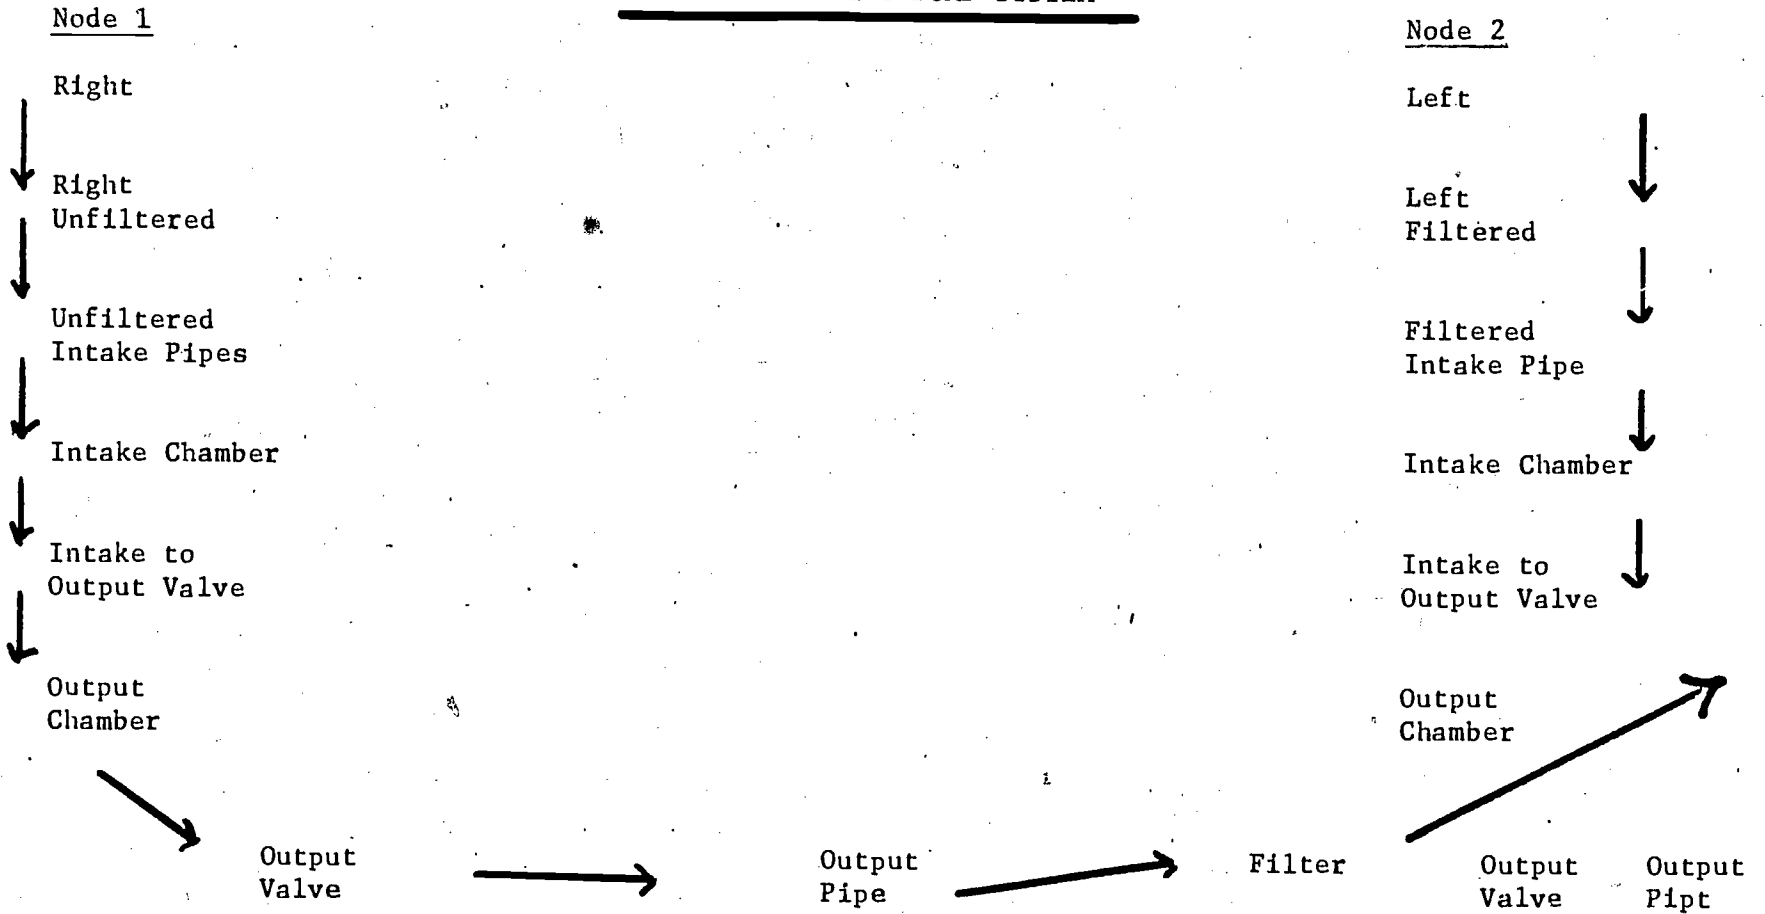 Node 1
Right
Right
Unfiltered
Unfiltered
Intake Pipes
Intake Chamber
Intake to
Output Valve
Output
Chamber
Output
Valve
Output
Pipe
Filter
Node 2
Left
Left
Filtered
Filtered
Intake Pipe
Intake Chamber
Intake to
Output Valve
Output
Chamber
Output
Valve
Output
Pipt